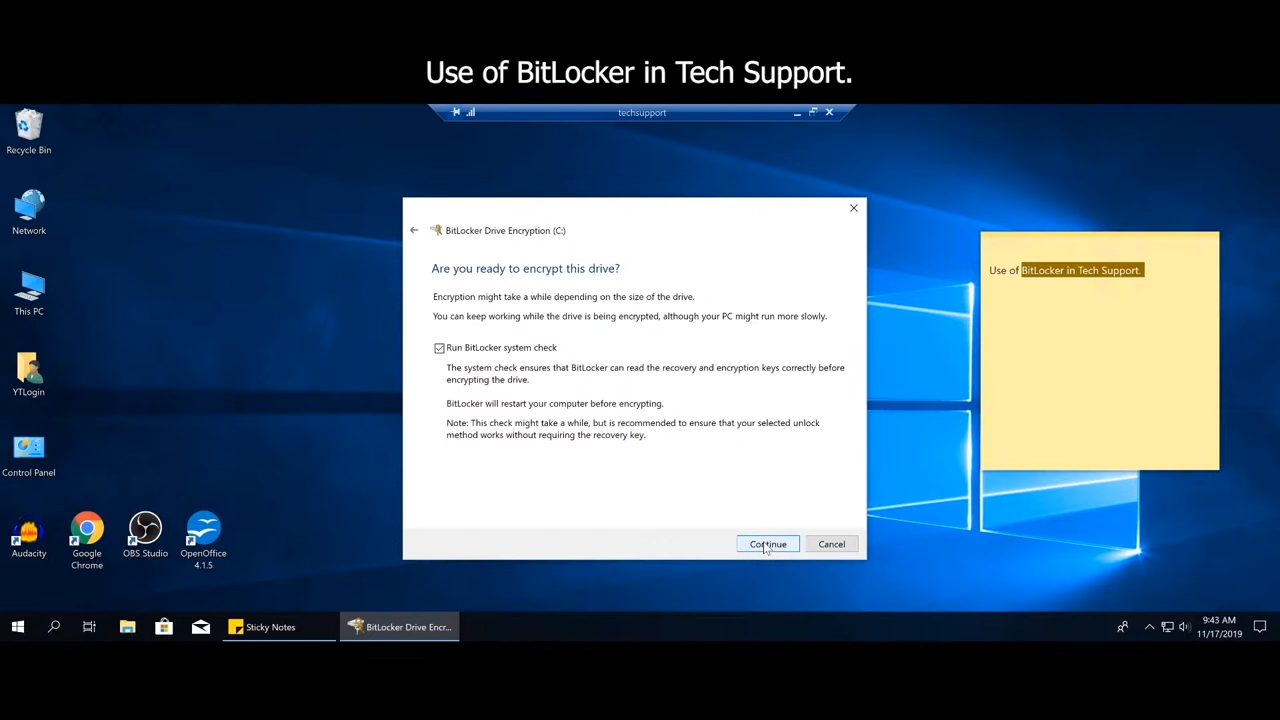 Use of BitLocker in Tech Support.
techsupport
Recycle Bin
Network
This PC
YTLogin
Control Panel
Audacity
Google
Chrome
OBS Studio
OpenOffice
4.1.5
BitLocker Drive Encryption (C:)
Are you ready to encrypt this drive?
Encryption might take a while depending on the size of the drive.
You can keep working while the drive is being encrypted, although your PC might run more slowly.
Run BitLocker system check
The system check ensures that BitLocker can read the recovery and encryption keys correctly before
encrypting the drive.
BitLocker will restart your computer before encrypting.
Note: This check might take a while, but is recommended to ensure that your selected unlock
method works without requiring the recovery key.
Continue
Cancel
Use of BitLocker in Tech Support.
Sticky Notes
BitLocker Drive Encr...
9:43 AM
11/17/2019